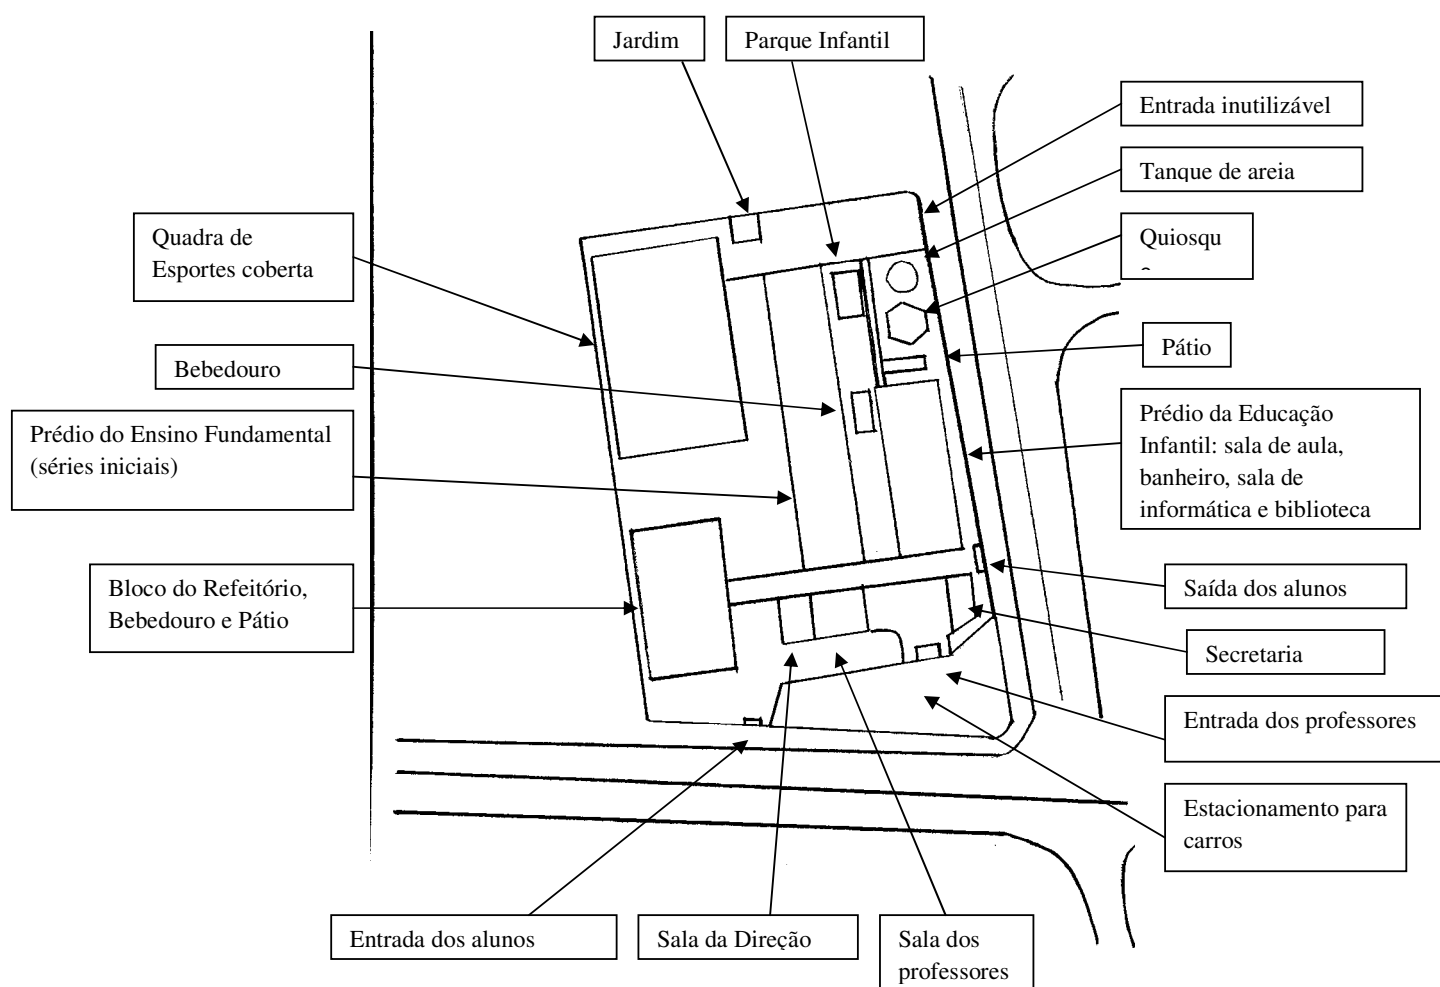 Jardim
Parque Infantil
Entrada inutilizável
Tanque de areia
Quadra de
Esportes coberta
Quiosqu
Pátio
Bebedouro
Prédio do Ensino Fundamental
(séries iniciais)
Prédio da Educação
Infantil: sala de aula,
banheiro, sala de
informática e biblioteca
Bloco do Refeitório,
Bebedouro e Pátio
Saída dos alunos
Secretaria
Entrada dos professores
Estacionamento para
carros
Entrada dos alunos
Sala da Direção
Sala dos
professores